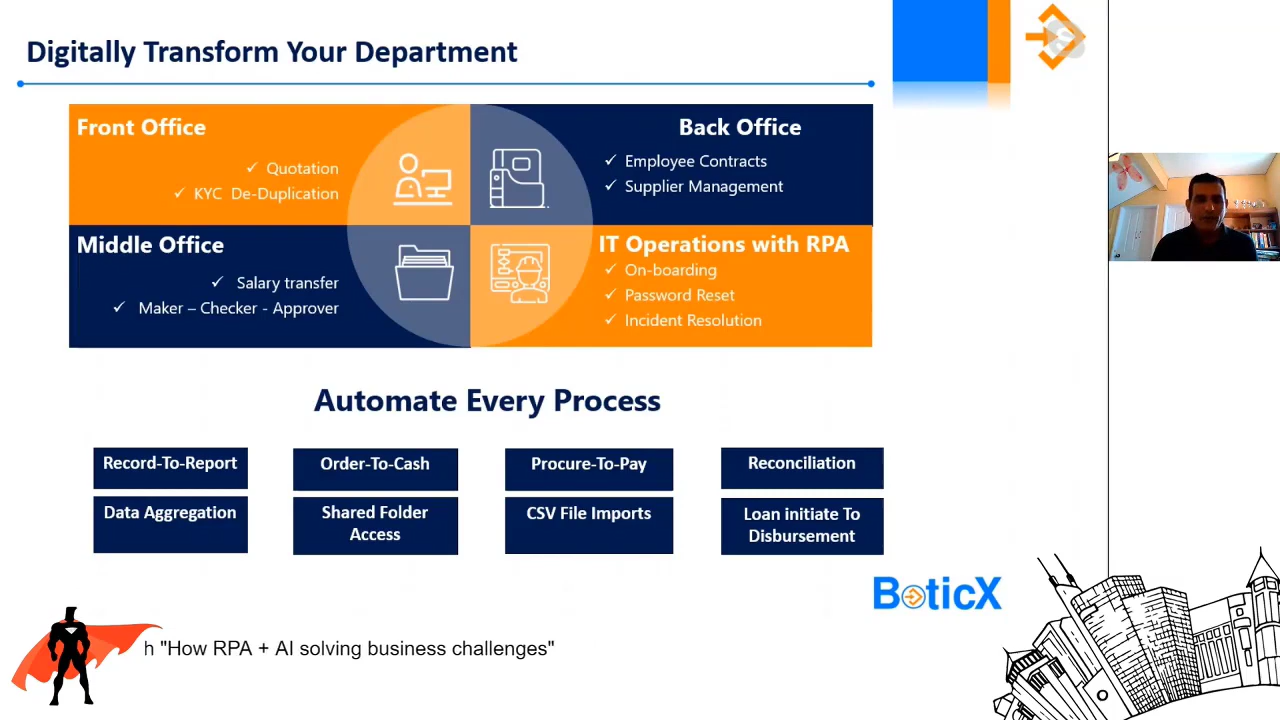 Digitally Transform Your Department
Front Office
✓ Quotation
✓ KYC De-Duplication
Back Office
✓ Employee Contracts
✓ Supplier Management
Middle Office
✓ Salary transfer
✓ Maker – Checker - Approver
IT Operations with RPA
✓ On-boarding
✓ Password Reset
✓ Incident Resolution
Automate Every Process
Record-To-Report
Order-To-Cash
Procure-To-Pay
Reconciliation
Data Aggregation
Shared Folder
Access
CSV File Imports
Loan initiate To
Disbursement
BoticX
h "How RPA + AI solving business challenges"